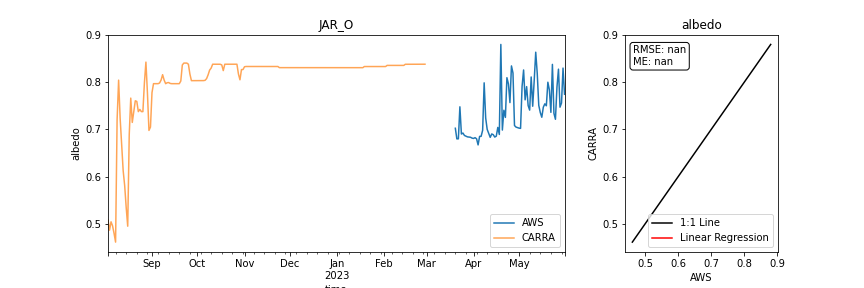 JAR_O
albedo
0.9
0.8
0.7
0.6
0.5
albedo
AWS
CARRA
Sep
Oct
Nov
Dec
Jan
2023
Feb
Mar
Apr
May
time
RMSE: nan
ME: nan
0.9
0.8
0.7
0.6
0.5
CARRA
1:1 Line
Linear Regression
0.5
0.6
0.7
0.8
0.9
AWS